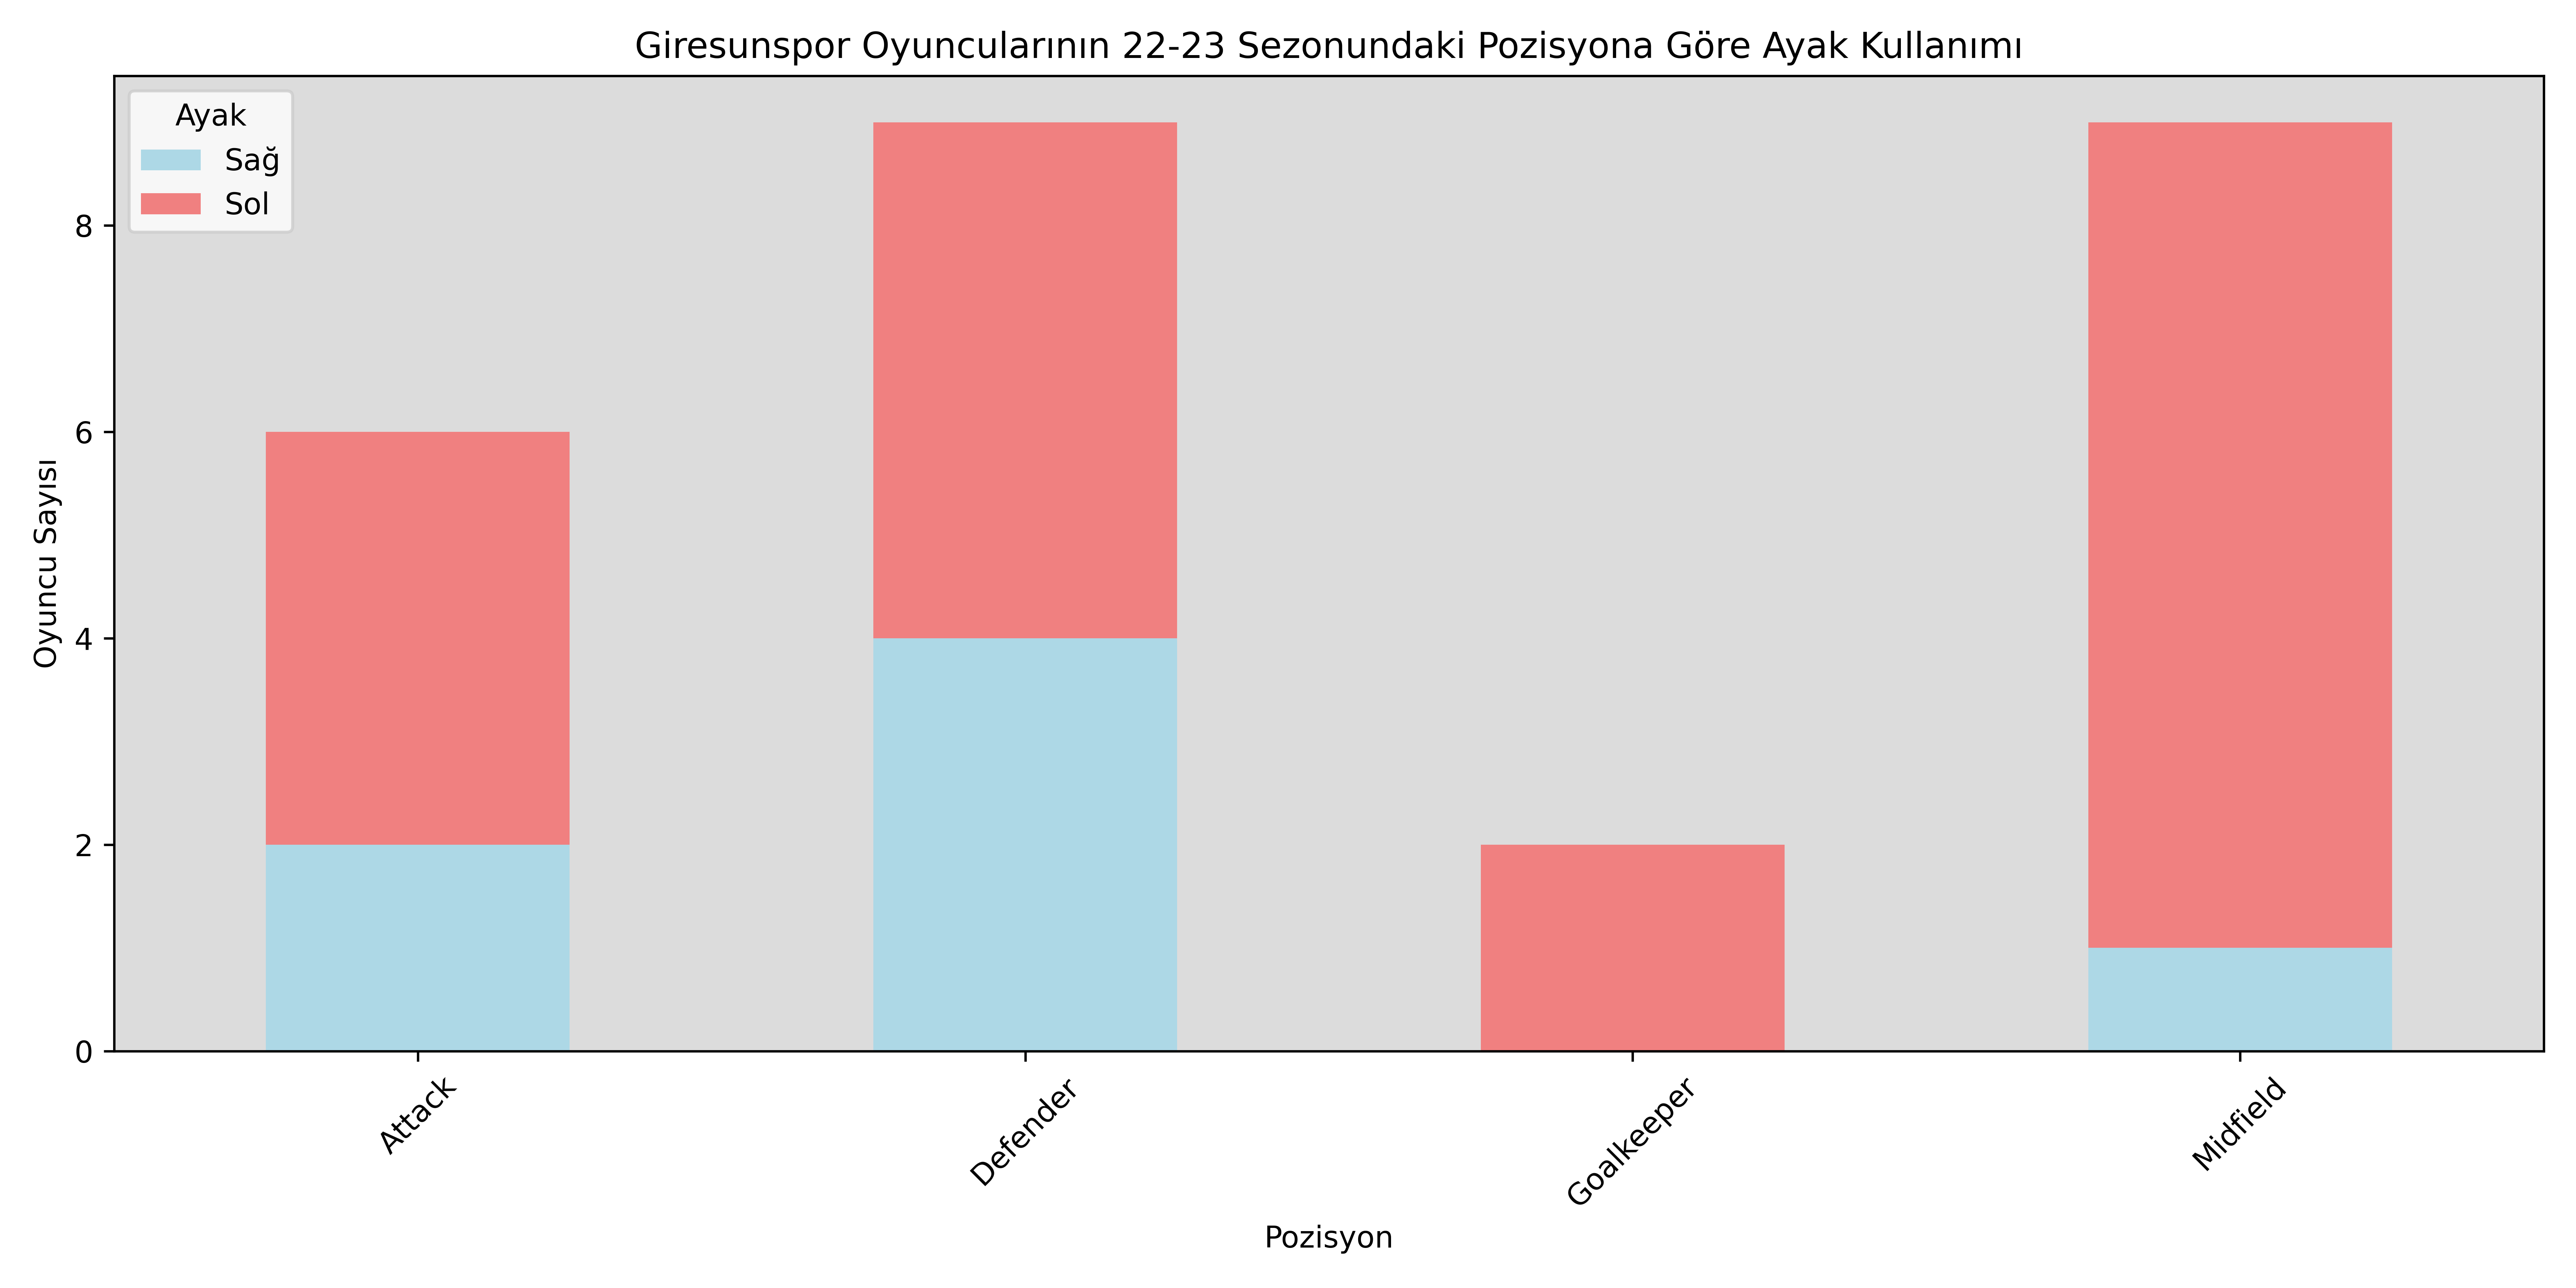 Giresunspor Oyuncularının 22-23 Sezonundaki Pozisyona Göre Ayak Kullanımı
Ayak
Sağ
Sol
Oyuncu Sayısı
8
6
4
2
0
Attack
Defender
Goalkeeper
Midfield
Pozisyon